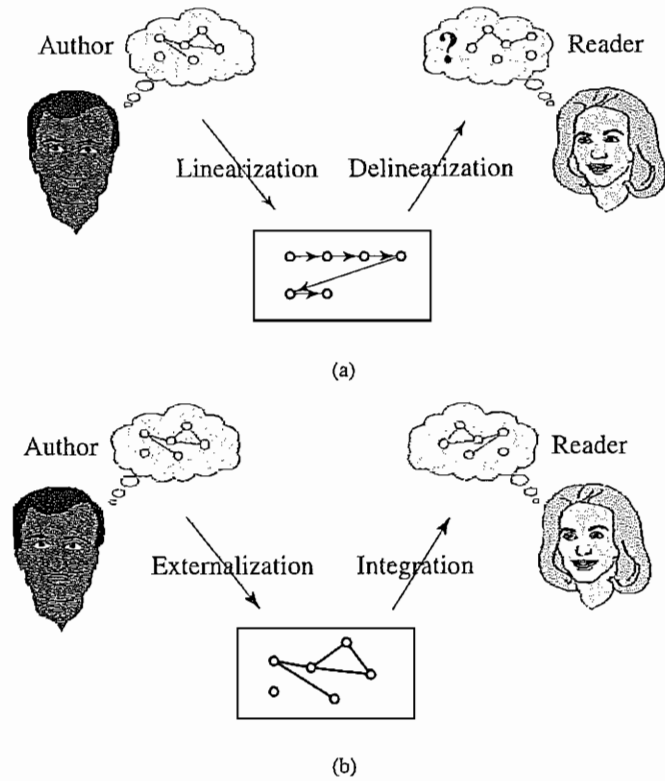 Author
?
Reader
Linearization
Delinearization
(a)
Author
Reader
Externalization
Integration
(b)